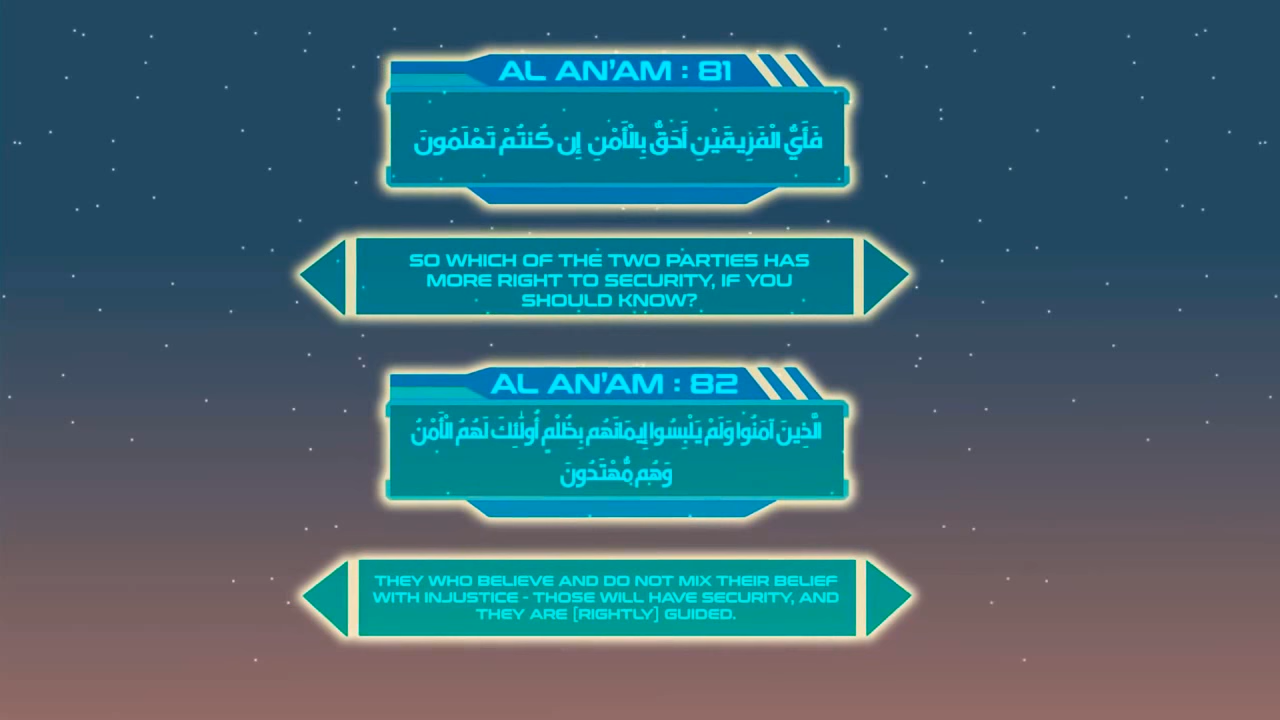 AL AN'AM : 81
فَأَيُّ الْفَرِيقَيْنِ أَحَقُّ بِالْأَمْنِ إِن كُنتُمْ تَعْلَمُونَ
SO WHICH OF THE TWO PARTIES HAS
MORE RIGHT TO SECURITY, IF YOU
SHOULD KNOW?
AL AN'AM : 82
الَّذِينَ آمَنُوا وَلَمْ يَلْبِسُوا إِيمَانَهُم بِظُلْمٍ أُولَٰئِكَ لَهُمُ الْأَمْنُ
وَهُم مُّهْتَدُونَ
THEY WHO BELIEVE AND DO NOT MIX THEIR BELIEF
WITH INJUSTICE - THOSE WILL HAVE SECURITY, AND
THEY ARE [RIGHTLY] GUIDED.